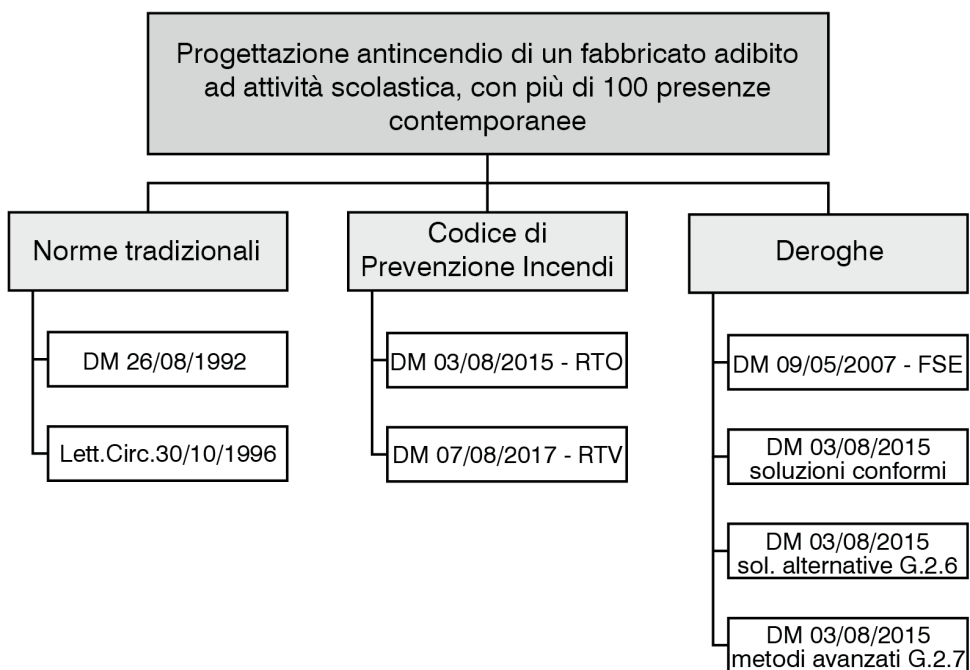 Progettazione antincendio di un fabbricato adibito
ad attività scolastica, con più di 100 presenze
contemporanee
Norme tradizionali
DM 26/08/1992
Lett.Circ.30/10/1996
Codice di
Prevenzione Incendi
DM 03/08/2015 - RTO
DM 07/08/2017 - RTV
Deroghe
DM 09/05/2007 - FSE
DM 03/08/2015
soluzioni conformi
DM 03/08/2015
sol. alternative G.2.6
DM 03/08/2015
metodi avanzati G.2.7